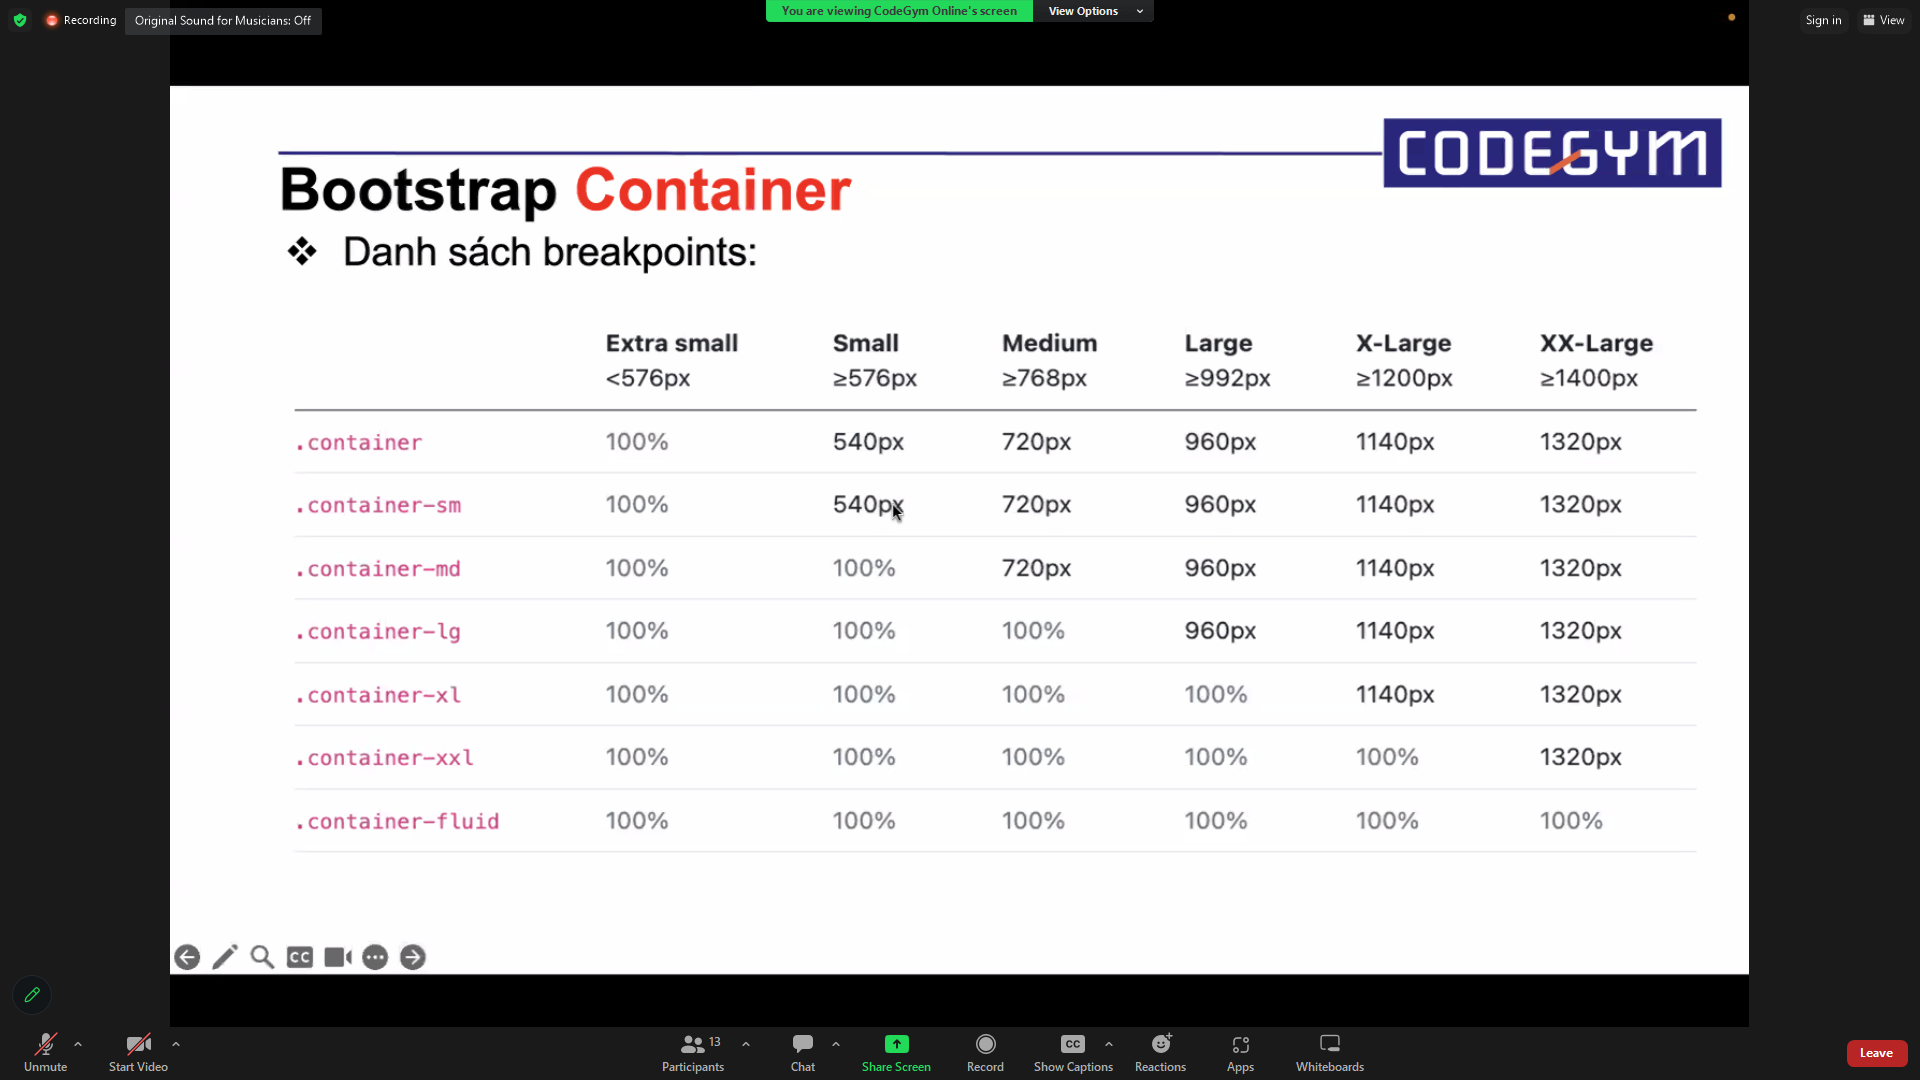 Recording Original Sound for Musicians: Off You are viewing CodeGym Online's screen View Options Sign in View
CODEGYM
Bootstrap Container
❖ Danh sách breakpoints:
Extra small Small Medium Large X-Large XX-Large
<576px ≥576px ≥768px ≥992px ≥1200px ≥1400px
.container 100% 540px 720px 960px 1140px 1320px
.container-sm 100% 540px 720px 960px 1140px 1320px
.container-md 100% 100% 720px 960px 1140px 1320px
.container-lg 100% 100% 100% 960px 1140px 1320px
.container-xl 100% 100% 100% 100% 1140px 1320px
.container-xxl 100% 100% 100% 100% 100% 1320px
.container-fluid 100% 100% 100% 100% 100% 100%
CC
13 CC
Unmute Start Video Participants Chat Share Screen Record Show Captions Reactions Apps Whiteboards Leave